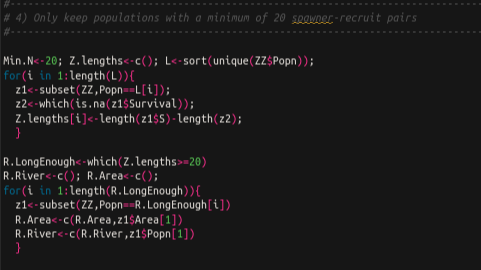 #-----------------------------------------------------------------------
# 4) Only keep populations with a minimum of 20 spawner-recruit pairs
#-----------------------------------------------------------------------
Min.N<-20; Z.lengths<-c(); L<-sort(unique(ZZ$Popn));
for(i in 1:length(L)){
z1<-subset(ZZ,Popn==L[i]);
z2<-which(is.na(z1$Survival));
Z.lengths[i]<-length(z1$S)-length(z2);
}
R.LongEnough<-which(Z.lengths>=20)
R.River<-c(); R.Area<-c();
for(i in 1:length(R.LongEnough)){
z1<-subset(ZZ,Popn==R.LongEnough[i])
R.Area<-c(R.Area,z1$Area[1])
R.River<-c(R.River,z1$Popn[1])
}